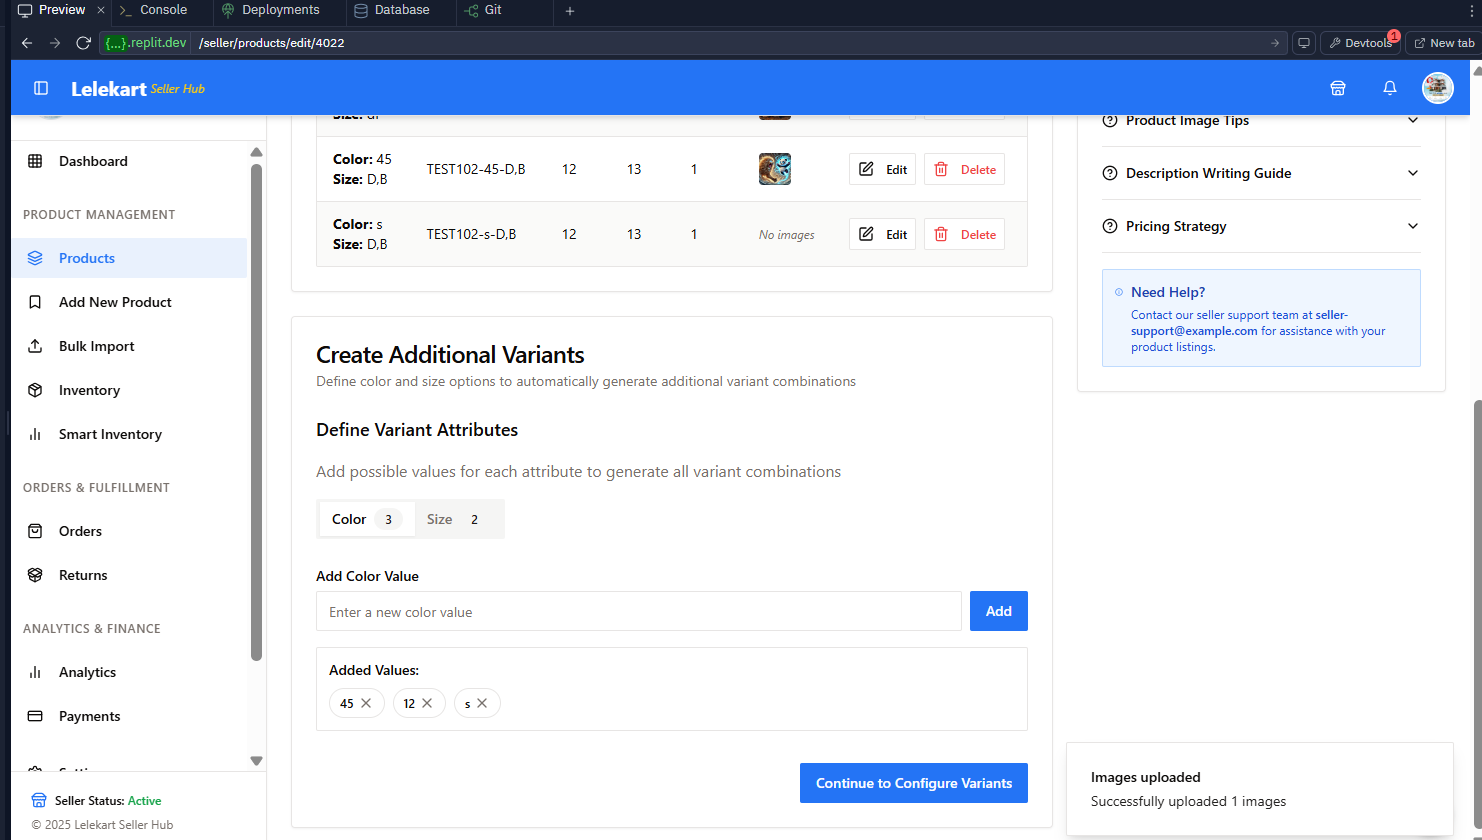 Preview
Console
Deployments
Database
Git
{...}.replit.dev /seller/products/edit/4022
Devtools 1
New tab
Lelekart Seller Hub
Dashboard
PRODUCT MANAGEMENT
Products
Add New Product
Bulk Import
Inventory
Smart Inventory
ORDERS & FULFILLMENT
Orders
Returns
ANALYTICS & FINANCE
Analytics
Payments
Seller Status: Active
© 2025 Lelekart Seller Hub
Color: 45
Size: D,B
TEST102-45-D,B
12
13
1
Edit
Delete
Color: s
Size: D,B
TEST102-s-D,B
12
13
1
No images
Edit
Delete
Create Additional Variants
Define color and size options to automatically generate additional variant combinations
Define Variant Attributes
Add possible values for each attribute to generate all variant combinations
Color 3
Size 2
Add Color Value
Enter a new color value
Add
Added Values:
45
12
s
Continue to Configure Variants
Product Image Tips
Description Writing Guide
Pricing Strategy
Need Help?
Contact our seller support team at seller-
support@example.com for assistance with your
product listings.
Images uploaded
Successfully uploaded 1 images